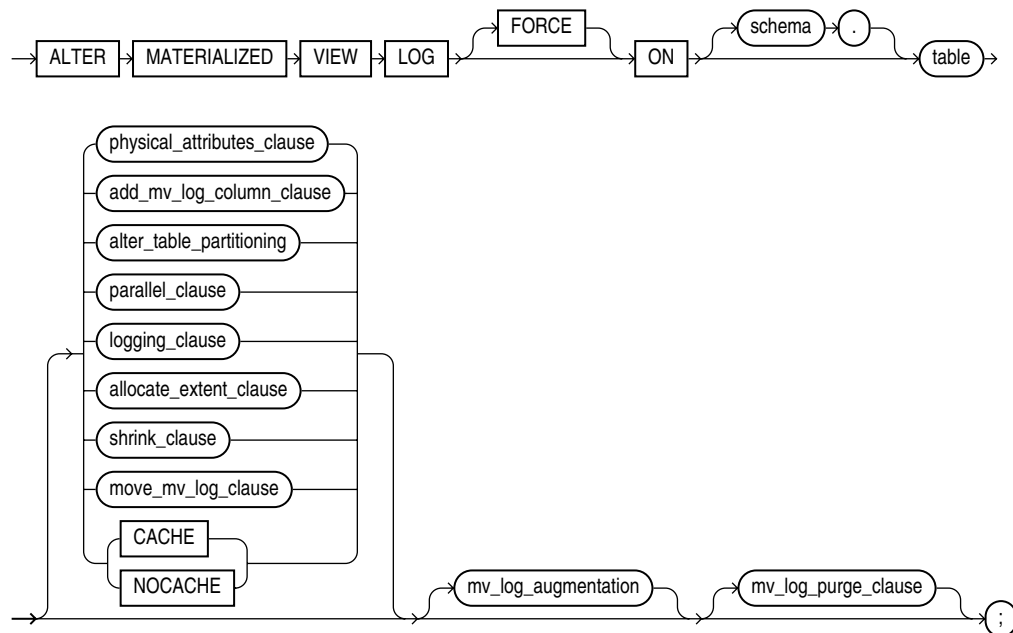 ALTER MATERIALIZED VIEW LOG FORCE ON schema . table
physical_attributes_clause
add_mv_log_column_clause
alter_table_partitioning
parallel_clause
logging_clause
allocate_extent_clause
shrink_clause
move_mv_log_clause
CACHE
NOCACHE
mv_log_augmentation mv_log_purge_clause ;